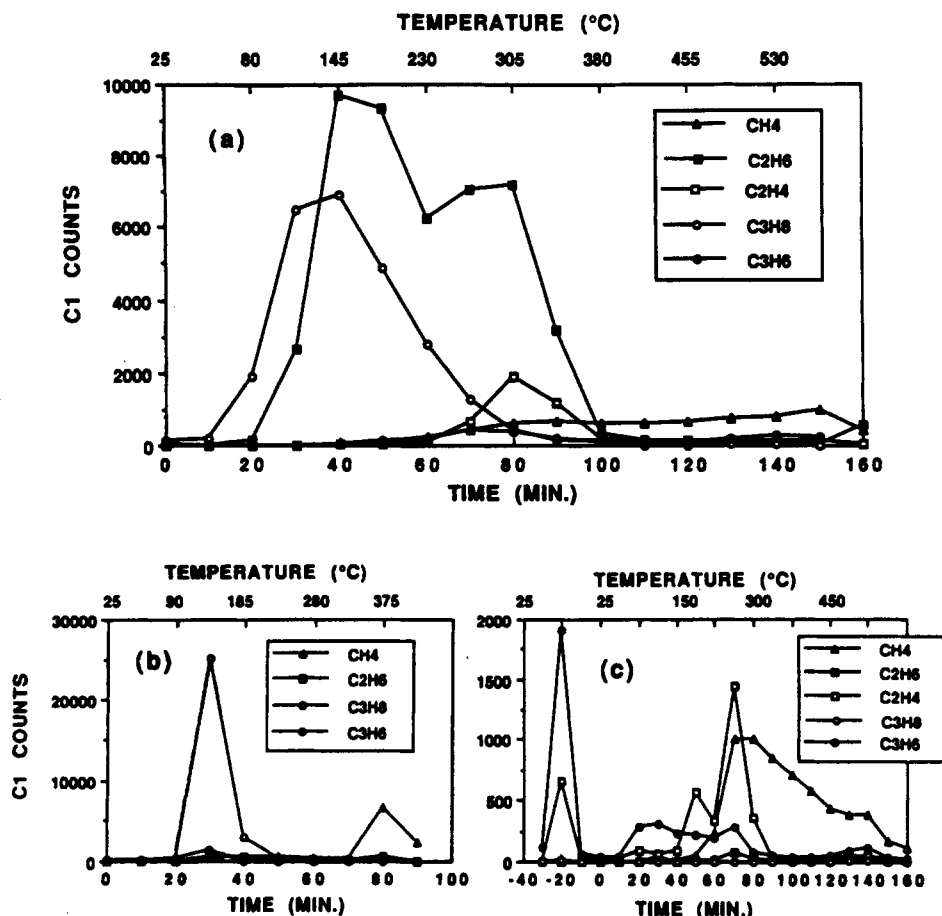 TEMPERATURE (°C)
25 80 145 230 305 380 455 530
10000
8000
6000
4000
2000
0
C1 COUNTS
(a)
CH4
C2H6
C2H4
C3H8
C3H6
0 20 40 60 80 100 120 140 160
TIME (MIN.)
TEMPERATURE (°C)
25 90 165 280 375
30000
20000
10000
0
C1 COUNTS
(b)
CH4
C2H6
C3H8
C3H6
0 20 40 60 80 100
TIME (MIN.)
TEMPERATURE (°C)
25 25 150 300 450
2000
1500
1000
500
0
(c)
CH4
C2H6
C2H4
C3H8
C3H6
-40 -20 0 20 40 60 80 100 120 140 160
TIME (MIN.)